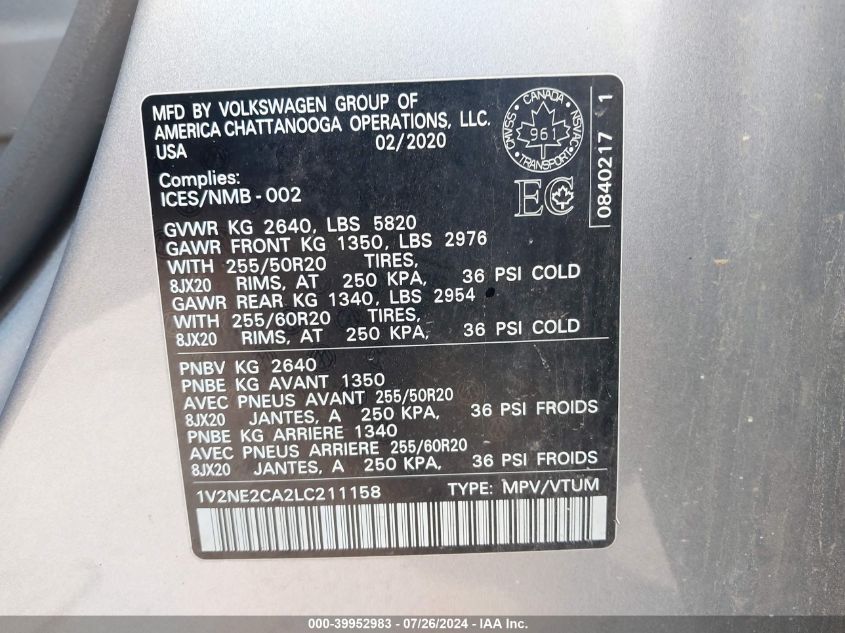 MFD BY VOLKSWAGEN GROUP OF
AMERICA CHATTANOOGA OPERATIONS, LLC.
USA 02/2020
CANADA
CMVSS NSVAC
961
TRANSPORT
EC
0840217 1
Complies:
ICES/NMB-002
GVWR KG 2640, LBS 5820
GAWR FRONT KG 1350, LBS 2976
WITH 255/50R20 TIRES,
8JX20 RIMS, AT 250 KPA, 36 PSI COLD
GAWR REAR KG 1340, LBS 2954
WITH 255/60R20 TIRES,
8JX20 RIMS, AT 250 KPA, 36 PSI COLD
PNBV KG 2640
PNBE KG AVANT 1350
AVEC PNEUS AVANT 255/50R20
8JX20 JANTES, A 250 KPA, 36 PSI FROIDS
PNBE KG ARRIERE 1340
AVEC PNEUS ARRIERE 255/60R20
8JX20 JANTES, A 250 KPA, 36 PSI FROIDS
1V2NE2CA2LC211158 TYPE: MPV/VTUM
000-39952983 / 07/26/2024 - IAA Inc.